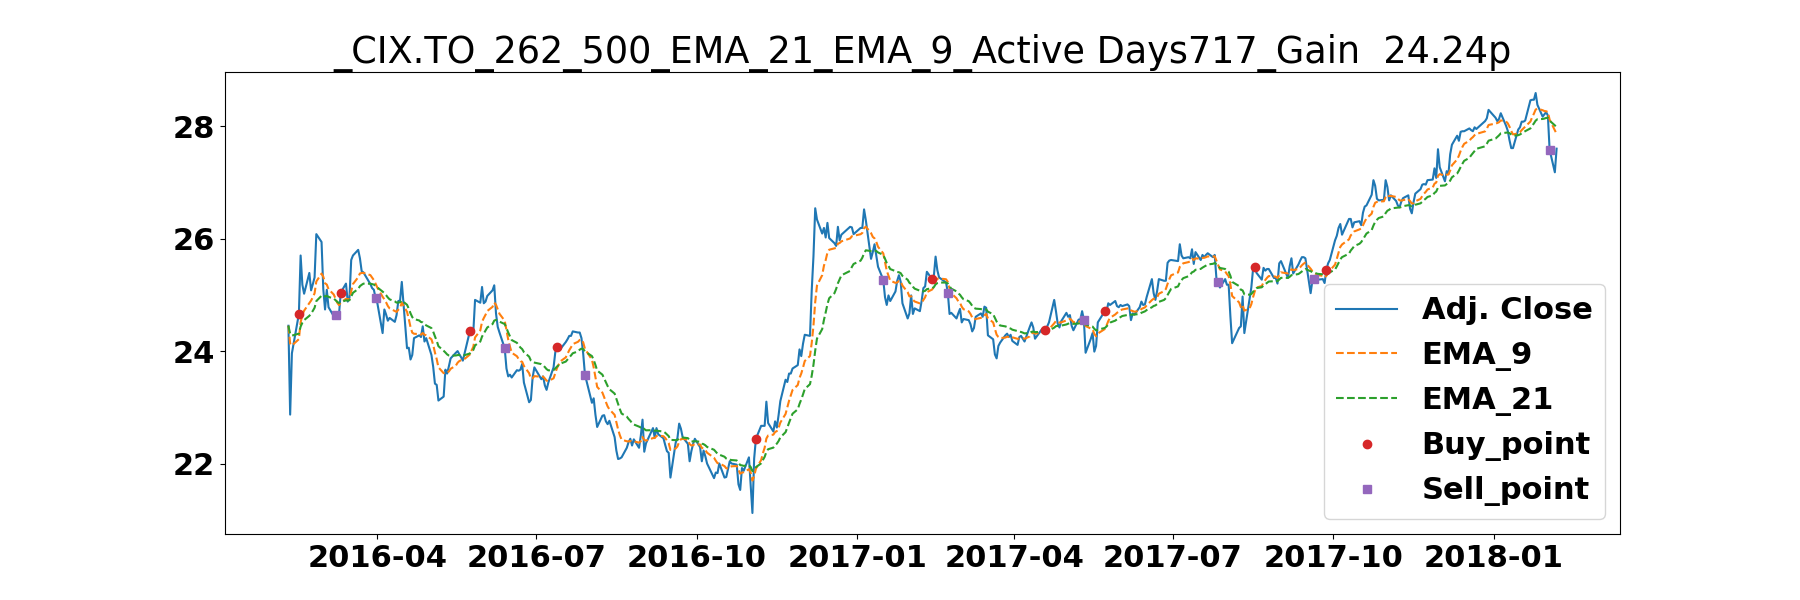 _CIX.TO_262_500_EMA_21_EMA_9_Active Days717_Gain  24.24p
28
26
24
22
Adj. Close
EMA_9
EMA_21
Buy_point
Sell_point
2016-04 2016-07 2016-10 2017-01 2017-04 2017-07 2017-10 2018-01